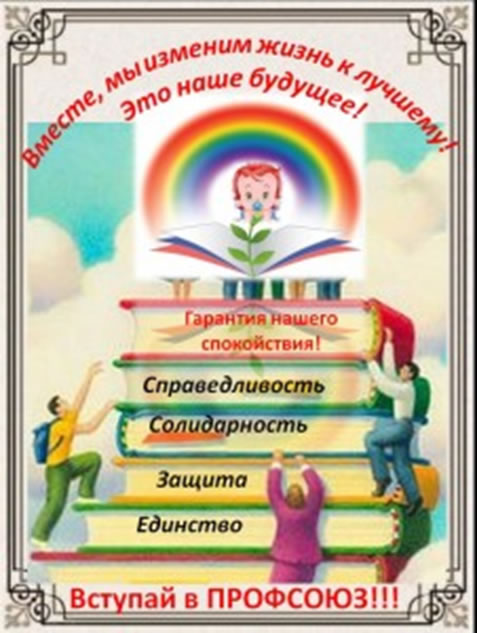 Вместе, мы изменим жизнь к лучшему!
Это наше будущее!
Гарантия нашего
спокойствия!
Справедливость
Солидарность
Защита
Единство
Вступай в ПРОФСОЮЗ!!!